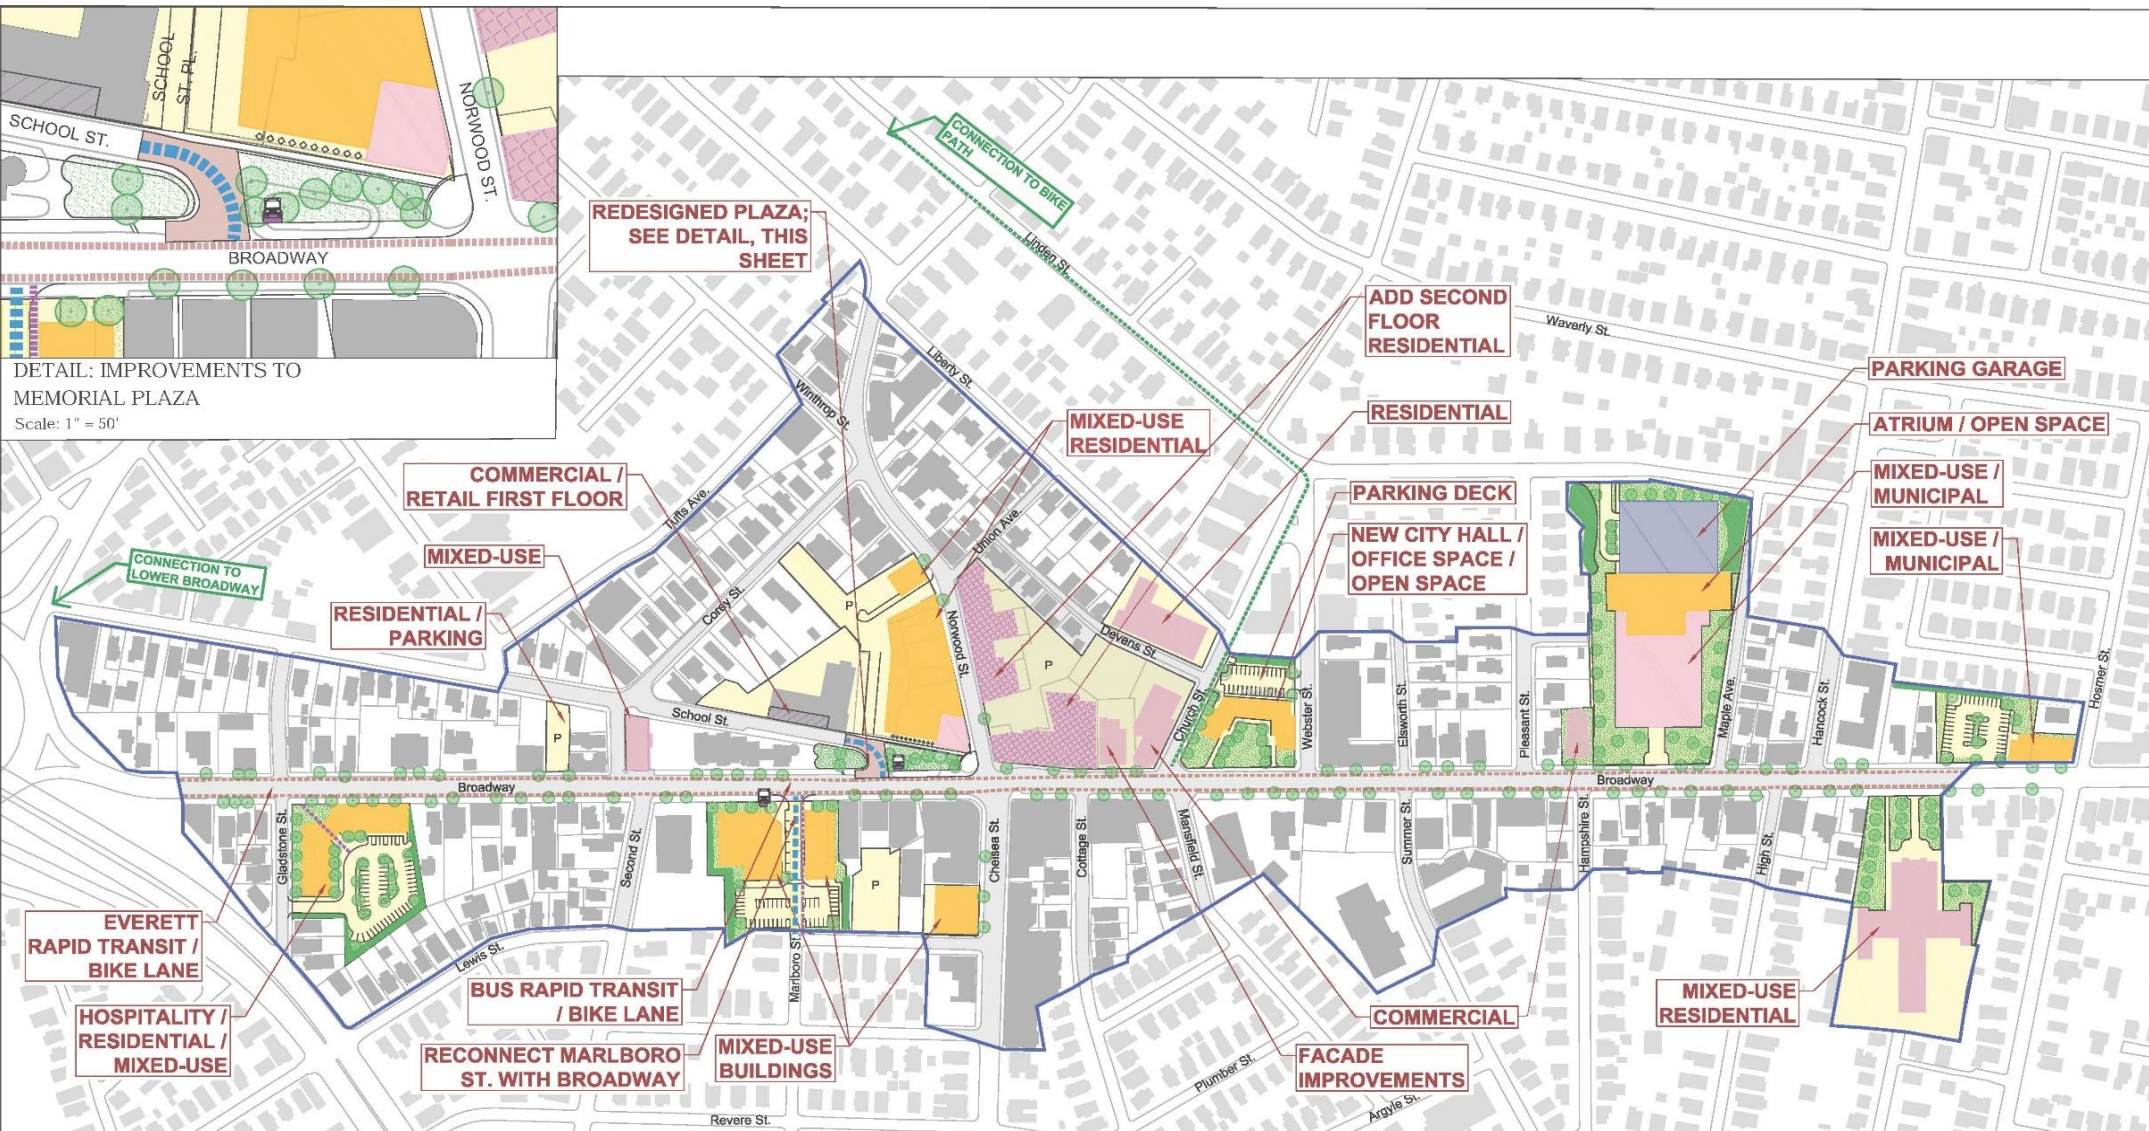 SCHOOL
ST. PL.
SCHOOL ST.
NORWOOD ST.
BROADWAY
DETAIL: IMPROVEMENTS TO
MEMORIAL PLAZA
Scale: 1" = 50'
CONNECTION TO BIKE
PATH
Linden St.
REDESIGNED PLAZA;
SEE DETAIL, THIS
SHEET
ADD SECOND
FLOOR
RESIDENTIAL
Waverly St.
Liberty St.
Winthrop St.
PARKING GARAGE
MIXED-USE
RESIDENTIAL
RESIDENTIAL
ATRIUM / OPEN SPACE
COMMERCIAL /
RETAIL FIRST FLOOR
Tufts Ave.
Union Ave.
PARKING DECK
MIXED-USE /
MUNICIPAL
NEW CITY HALL /
OFFICE SPACE /
OPEN SPACE
MIXED-USE /
MUNICIPAL
MIXED-USE
CONNECTION TO
LOWER BROADWAY
RESIDENTIAL /
PARKING
Corey St.
P
Norwood St.
Devens St.
P
School St.
P
Church St.
Webster St.
Elsworth St.
Pleasant St.
Maple Ave.
Hancock St.
Hosmer St.
Broadway
Broadway
Gladstone St.
Second St.
P
Chelsea St.
Cottage St.
Mansfield St.
Summer St.
Hampshire St.
High St.
EVERETT
RAPID TRANSIT /
BIKE LANE
Lewis St.
Marlboro St.
BUS RAPID TRANSIT
/ BIKE LANE
HOSPITALITY /
RESIDENTIAL /
MIXED-USE
RECONNECT MARLBORO
ST. WITH BROADWAY
MIXED-USE
BUILDINGS
COMMERCIAL
MIXED-USE
RESIDENTIAL
FACADE
IMPROVEMENTS
Plumber St.
Argyle St.
Revere St.